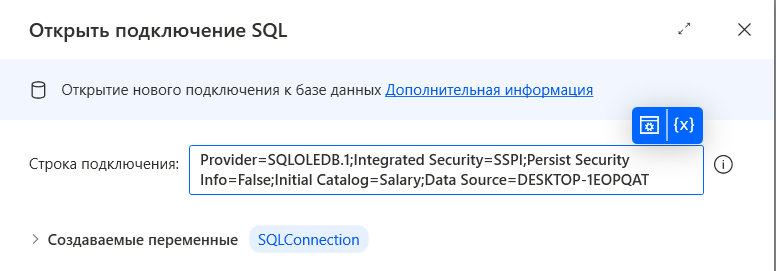 Открыть подключение SQL
Открытие нового подключения к базе данных Дополнительная информация
{x}
Строка подключения:
Provider=SQLOLEDB.1;Integrated Security=SSPI;Persist Security
Info=False;Initial Catalog=Salary;Data Source=DESKTOP-1EOPQAT
Создаваемые переменные SQLConnection